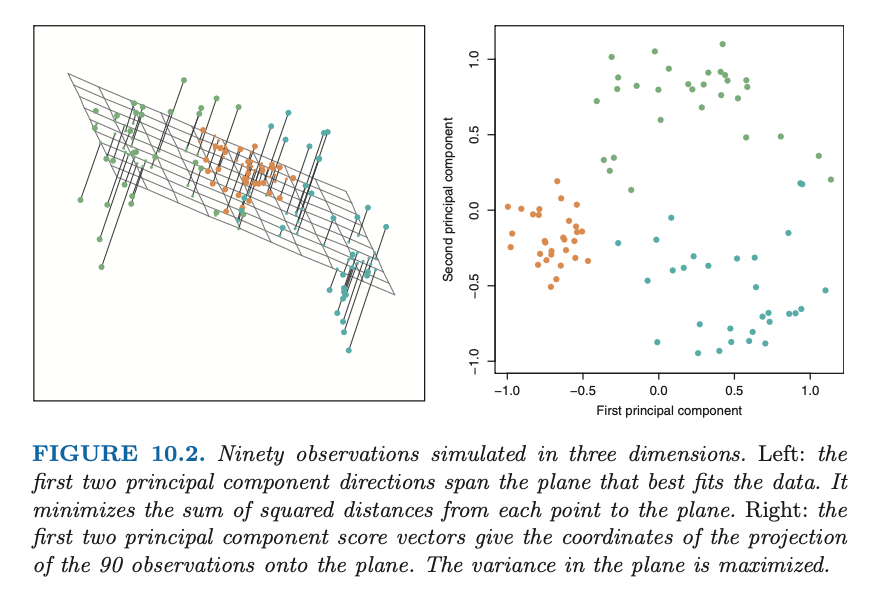 1.0
0.5
0.0
−0.5
−1.0
Second principal component
−1.0 −0.5 0.0 0.5 1.0
First principal component
FIGURE 10.2. Ninety observations simulated in three dimensions. Left: the
first two principal component directions span the plane that best fits the data. It
minimizes the sum of squared distances from each point to the plane. Right: the
first two principal component score vectors give the coordinates of the projection
of the 90 observations onto the plane. The variance in the plane is maximized.